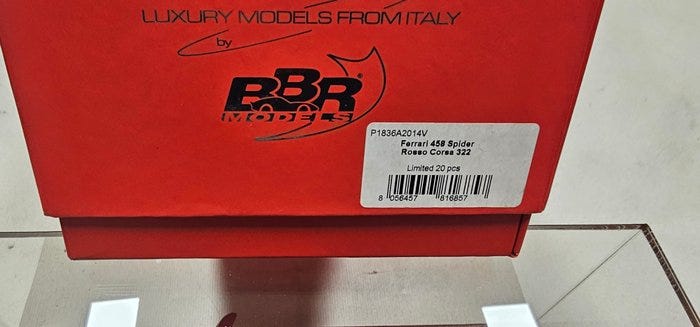 LUXURY MODELS FROM ITALY
by
BBR®
MODELS
P1836A2014V
Ferrari 458 Spider
Rosso Corsa 322
Limited 20 pcs
8 056457 816857